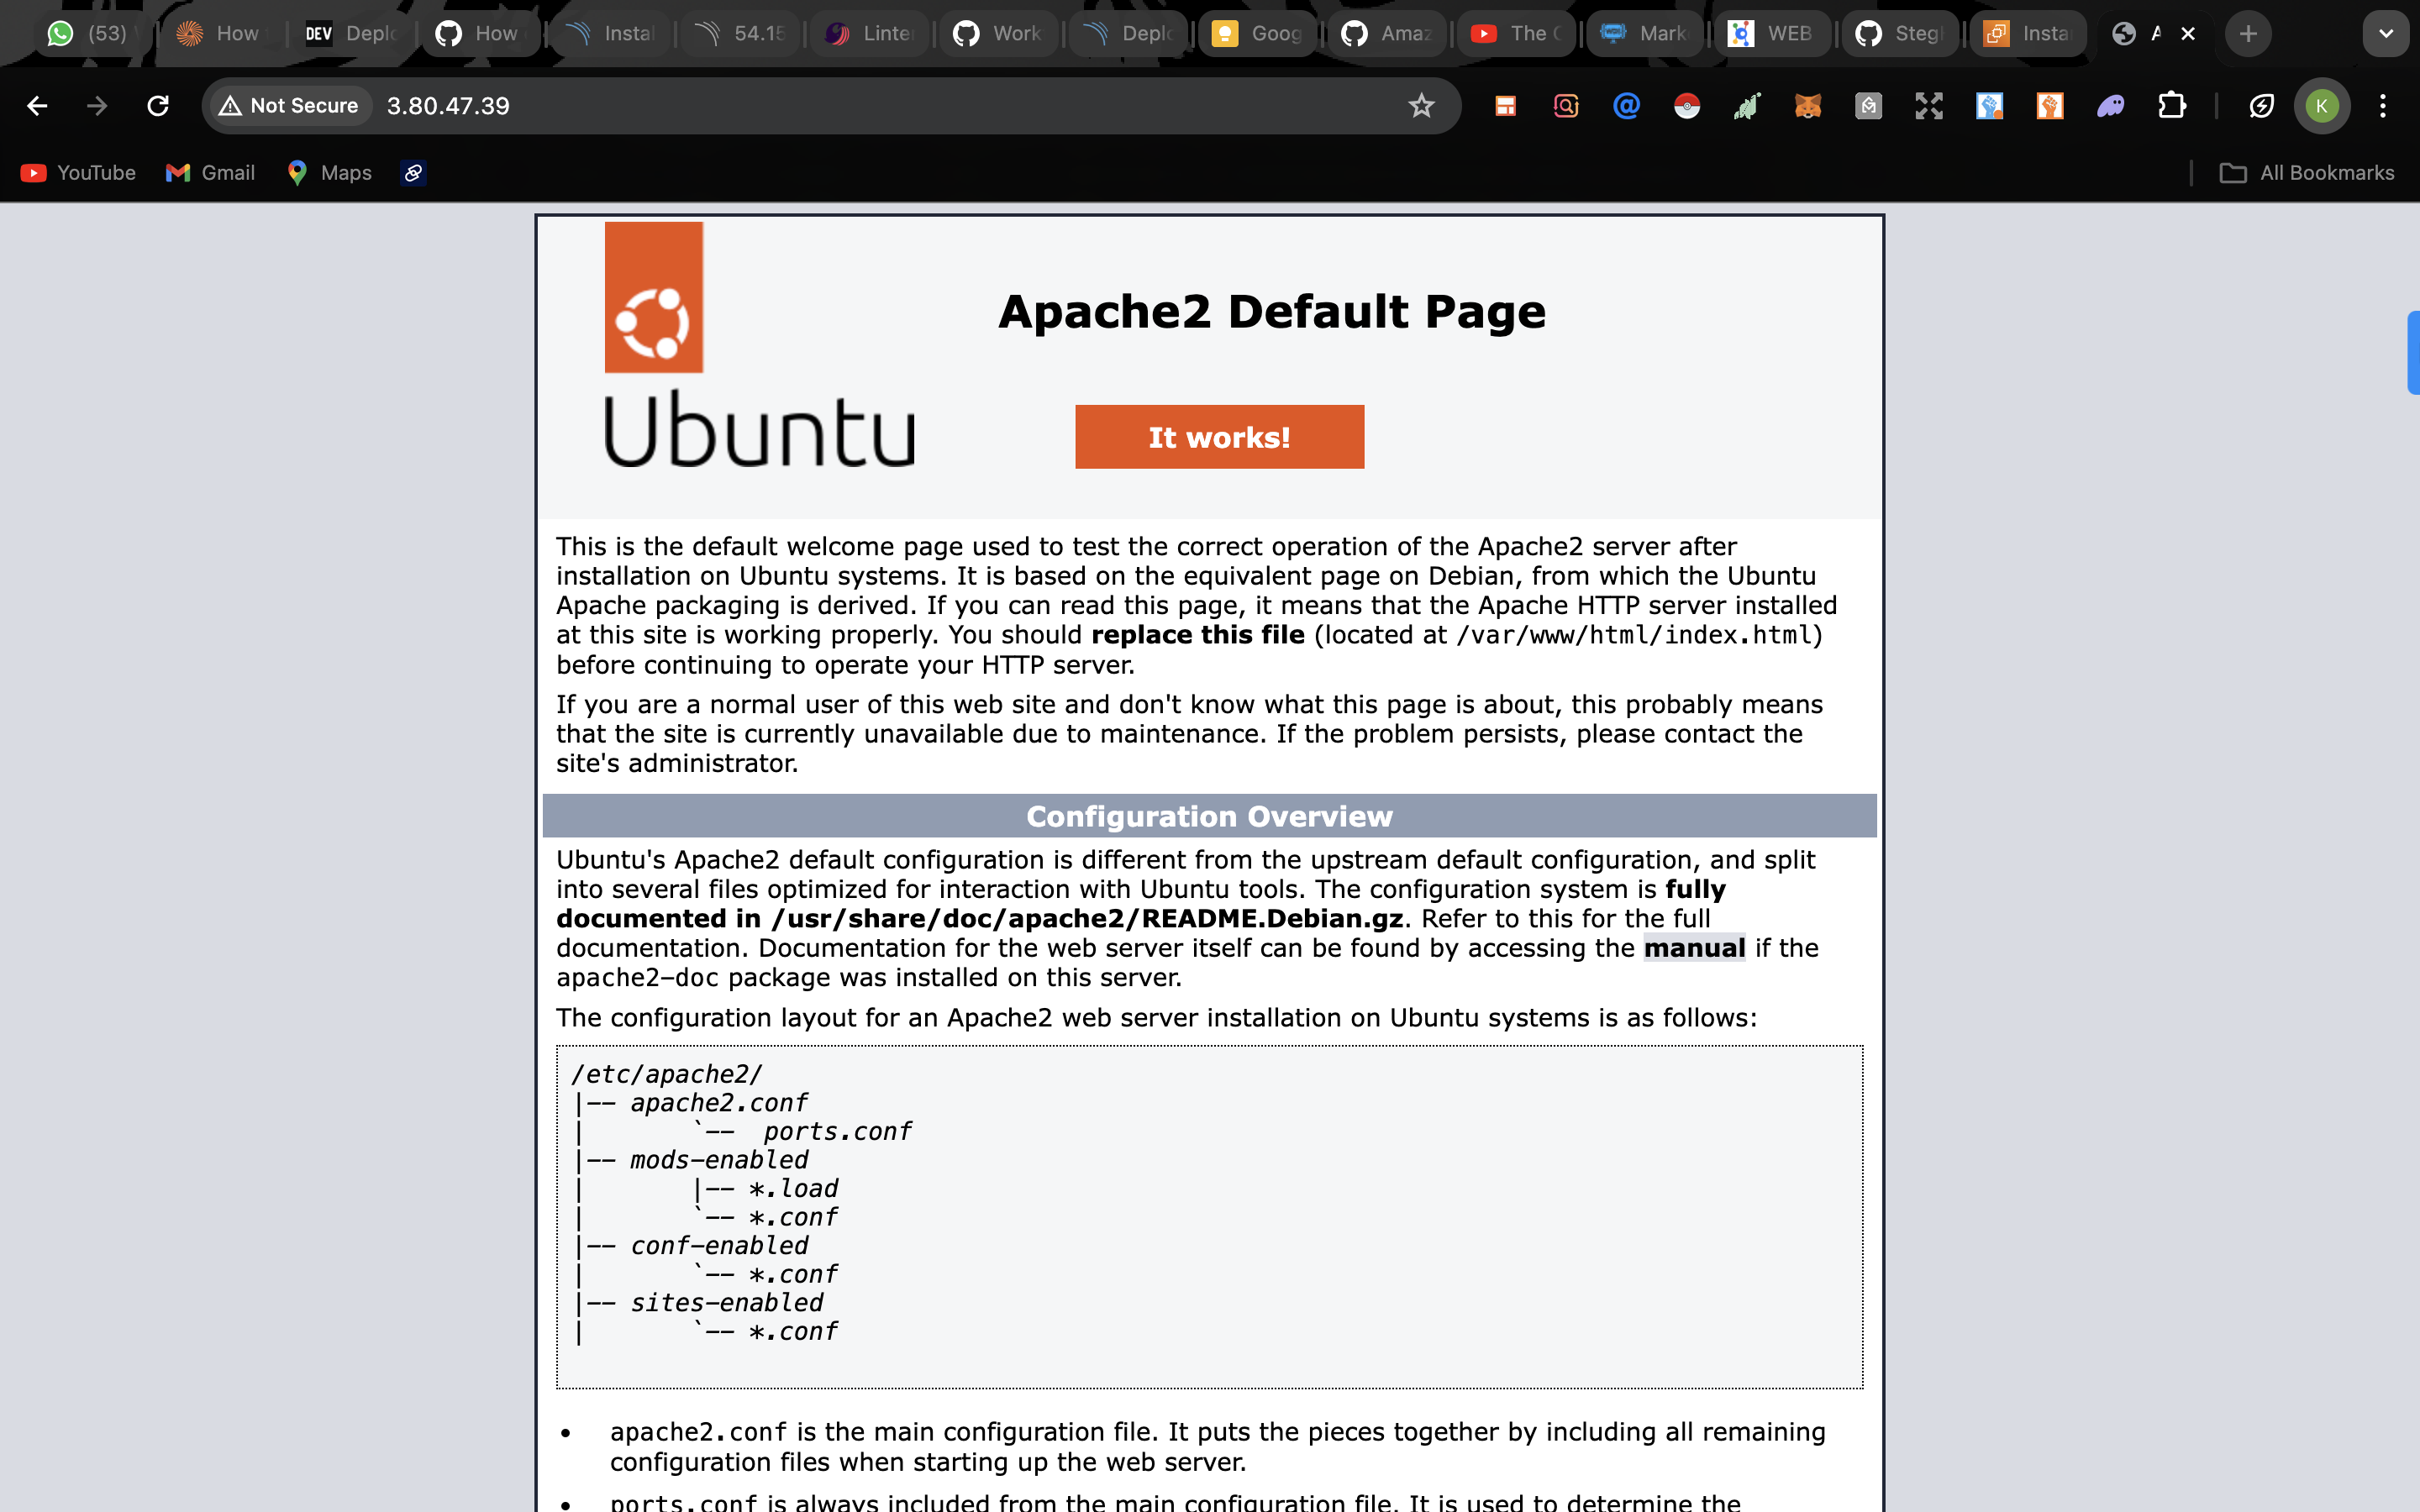 (53)
How
DEV Deplo
How
Instal
54.15
Linter
Work
Deplo
Goog
Amaz
The
Mark
WEB
Steg
Insta
Not Secure 3.80.47.39
K
YouTube Gmail Maps All Bookmarks
Ubuntu
Apache2 Default Page
It works!
This is the default welcome page used to test the correct operation of the Apache2 server after
installation on Ubuntu systems. It is based on the equivalent page on Debian, from which the Ubuntu
Apache packaging is derived. If you can read this page, it means that the Apache HTTP server installed
at this site is working properly. You should replace this file (located at /var/www/html/index.html)
before continuing to operate your HTTP server.
If you are a normal user of this web site and don't know what this page is about, this probably means
that the site is currently unavailable due to maintenance. If the problem persists, please contact the
site's administrator.
Configuration Overview
Ubuntu's Apache2 default configuration is different from the upstream default configuration, and split
into several files optimized for interaction with Ubuntu tools. The configuration system is fully
documented in /usr/share/doc/apache2/README.Debian.gz. Refer to this for the full
documentation. Documentation for the web server itself can be found by accessing the manual if the
apache2-doc package was installed on this server.
The configuration layout for an Apache2 web server installation on Ubuntu systems is as follows:
/etc/apache2/
|-- apache2.conf
|       `--  ports.conf
|-- mods-enabled
|       |-- *.load
|       `-- *.conf
|-- conf-enabled
|       `-- *.conf
|-- sites-enabled
|       `-- *.conf
• apache2.conf is the main configuration file. It puts the pieces together by including all remaining
configuration files when starting up the web server.
• ports.conf is always included from the main configuration file. It is used to determine the